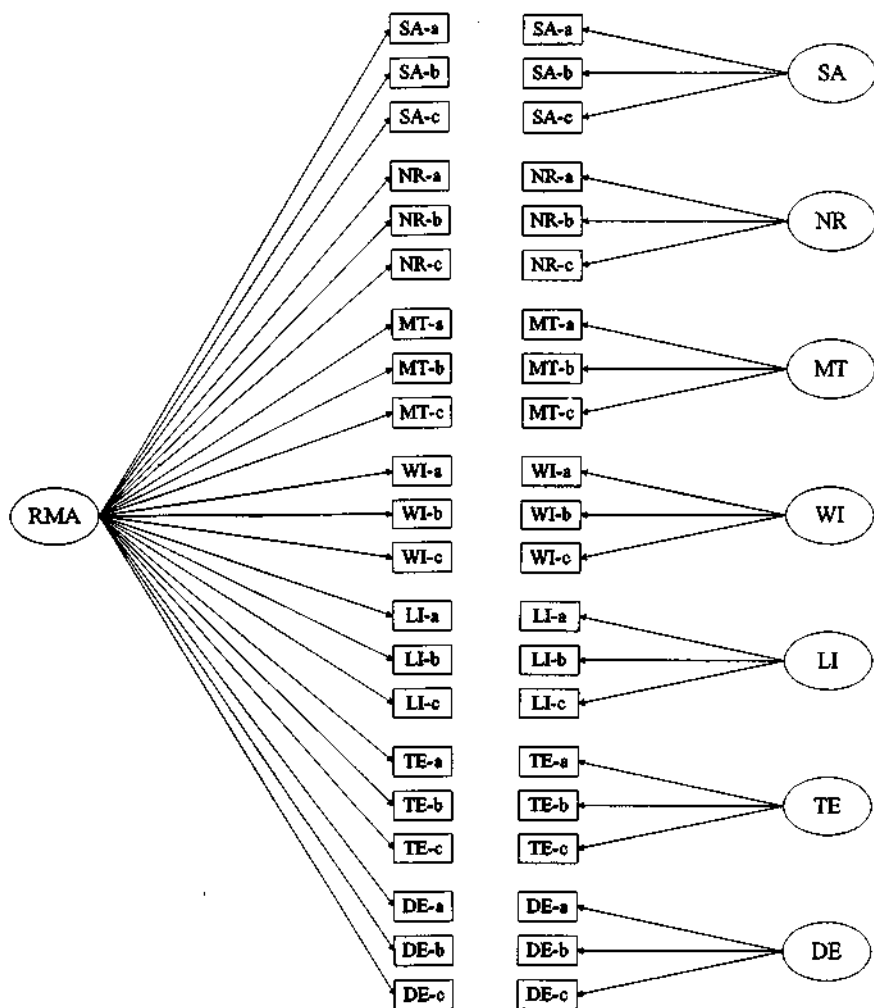 SA-a SA-a
SA-b SA-b SA
SA-c SA-c
NR-a NR-a
NR-b NR-b NR
NR-c NR-c
MT-a MT-a
MT-b MT-b MT
MT-c MT-c
WI-a WI-a
RMA WI-b WI-b WI
WI-c WI-c
LI-a LI-a
LI-b LI-b LI
LI-c LI-c
TE-a TE-a
TE-b TE-b TE
TE-c TE-c
DE-a DE-a
DE-b DE-b DE
DE-c DE-c